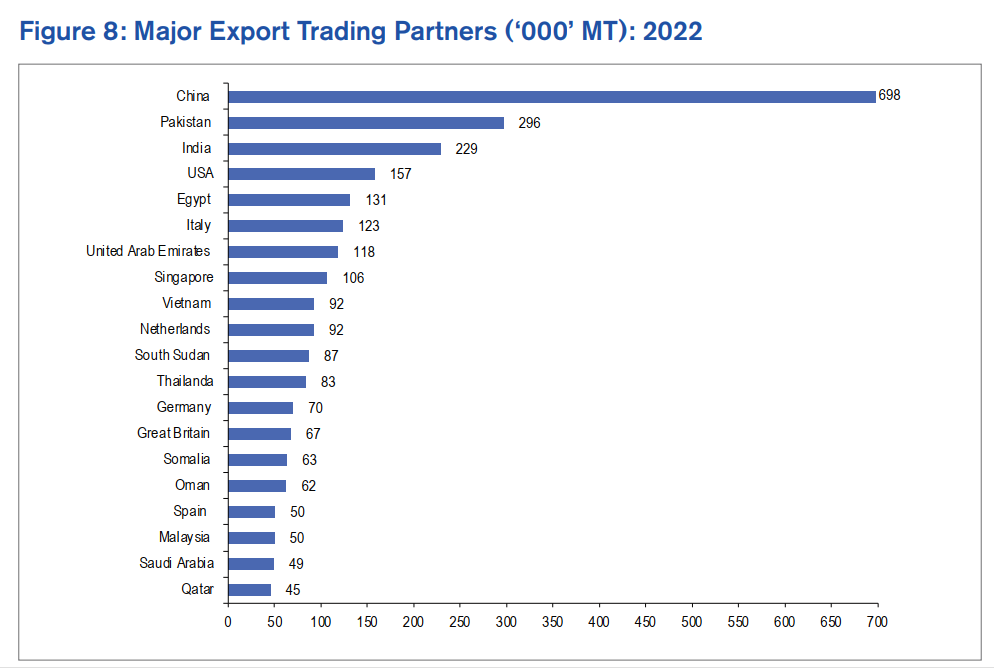 Figure 8: Major Export Trading Partners (‘000’ MT): 2022
China 698
Pakistan 296
India 229
USA 157
Egypt 131
Italy 123
United Arab Emirates 118
Singapore 106
Vietnam 92
Netherlands 92
South Sudan 87
Thailanda 83
Germany 70
Great Britain 67
Somalia 63
Oman 62
Spain 50
Malaysia 50
Saudi Arabia 49
Qatar 45
0 50 100 150 200 250 300 350 400 450 500 550 600 650 700